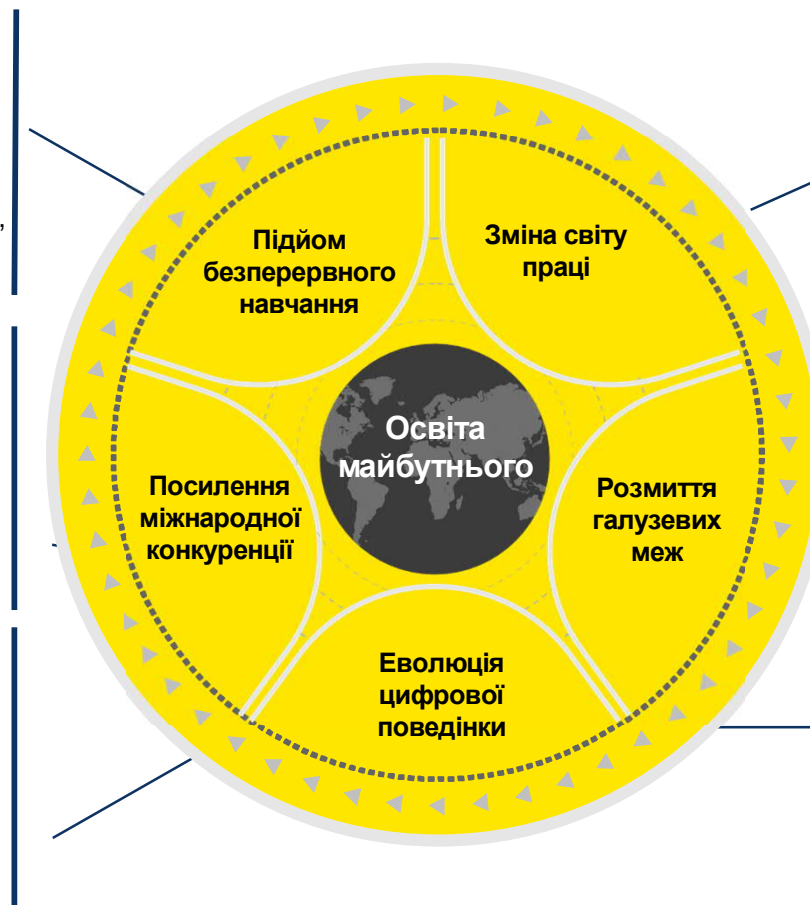 ,
Підйом
безперервного
навчання
Зміна світу
праці
Освіта
майбутнього
Посилення
міжнародної
конкуренції
Розмиття
галузевих
меж
Еволюція
цифрової
поведінки